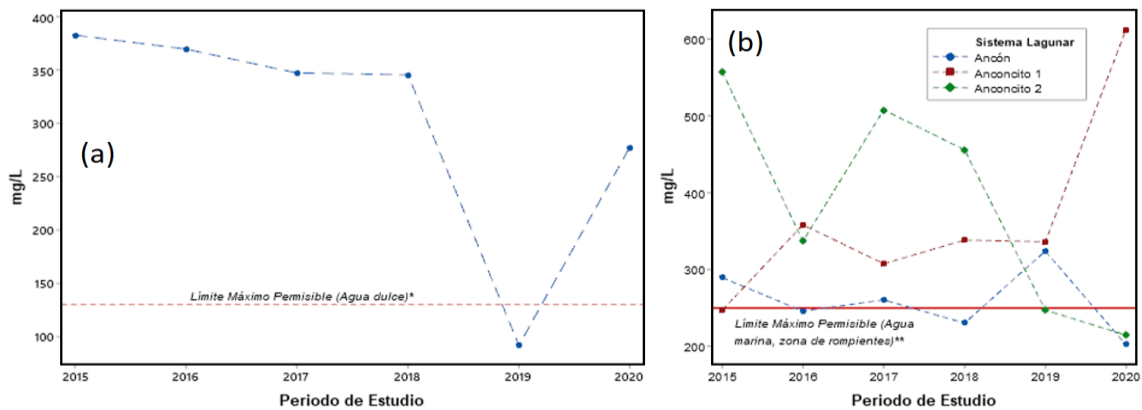 (a)
mg/L
400
350
300
250
200
150
100
Límite Máximo Permisible (Agua dulce)*
2015 2016 2017 2018 2019 2020
Periodo de Estudio
(b)
mg/L
600
500
400
300
200
Sistema Lagunar
Ancón
Anconcito 1
Anconcito 2
Límite Máximo Permisible (Agua
marina, zona de rompientes)**
2015 2016 2017 2018 2019 2020
Periodo de Estudio